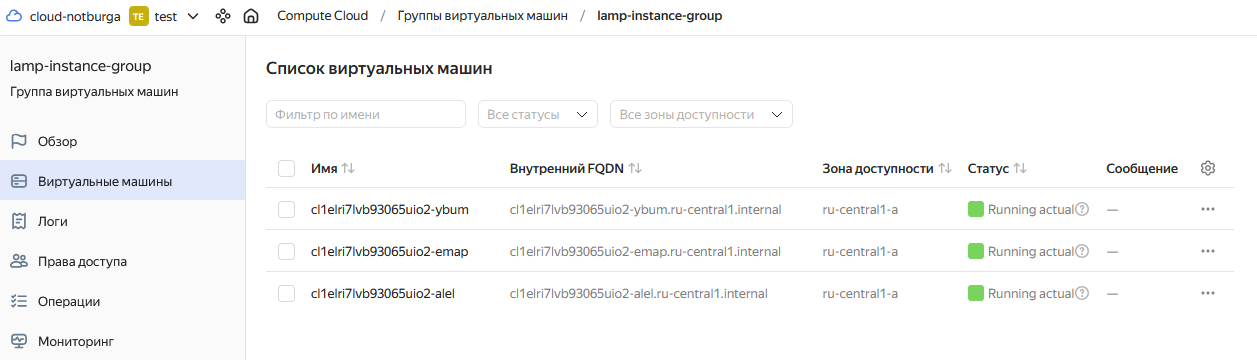 cloud-notburga TE test Compute Cloud / Группы виртуальных машин / lamp-instance-group
lamp-instance-group
Группа виртуальных машин
Обзор
Виртуальные машины
Логи
Права доступа
Операции
Мониторинг
Список виртуальных машин
Фильтр по имени Все статусы Все зоны доступности
Имя Внутренний FQDN Зона доступности Статус Сообщение
cl1elri7lvb93065uio2-ybum cl1elri7lvb93065uio2-ybum.ru-central1.internal ru-central1-a Running actual —
cl1elri7lvb93065uio2-emap cl1elri7lvb93065uio2-emap.ru-central1.internal ru-central1-a Running actual —
cl1elri7lvb93065uio2-alel cl1elri7lvb93065uio2-alel.ru-central1.internal ru-central1-a Running actual —